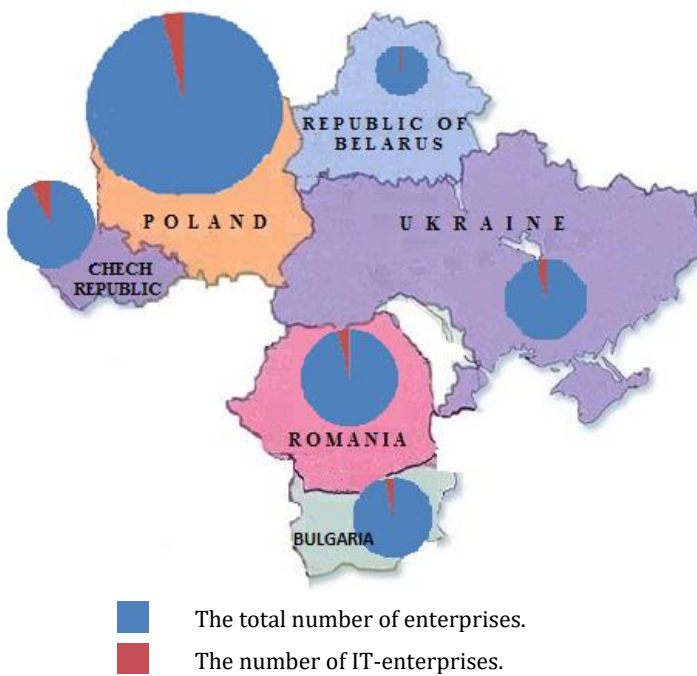 REPUBLIC OF
BELARUS
POLAND
UKRAINE
CHECH
REPUBLIC
ROMANIA
BULGARIA
The total number of enterprises.
The number of IT-enterprises.